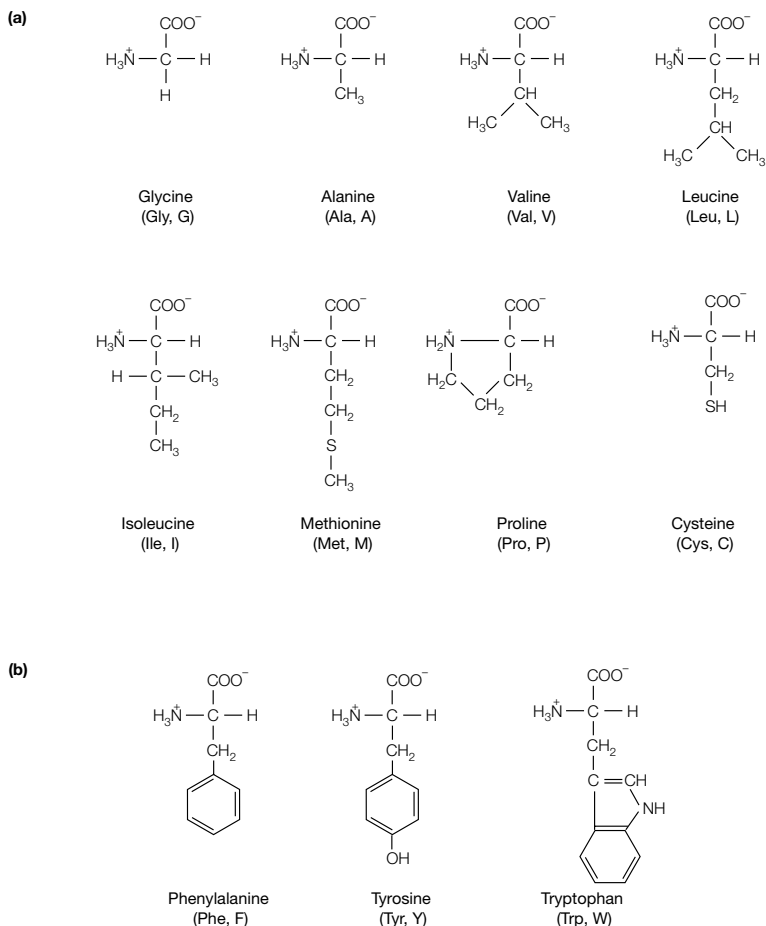 (a)
COO⁻ COO⁻ COO⁻ COO⁻
H₃N⁺ — C — H H₃N⁺ — C — H H₃N⁺ — C — H H₃N⁺ — C — H
H CH₃ CH CH₂
H₃C CH₃ CH
H₃C CH₃
Glycine Alanine Valine Leucine
(Gly, G) (Ala, A) (Val, V) (Leu, L)
COO⁻ COO⁻ COO⁻ COO⁻
H₃N⁺ — C — H H₃N⁺ — C — H H₂N⁺ — C — H H₃N⁺ — C — H
H — C — CH₃ CH₂ H₂C CH₂ CH₂
CH₂ CH₂ CH₂ SH
CH₃ S
CH₃
Isoleucine Methionine Proline Cysteine
(Ile, I) (Met, M) (Pro, P) (Cys, C)
(b)
COO⁻ COO⁻ COO⁻
H₃N⁺ — C — H H₃N⁺ — C — H H₃N⁺ — C — H
CH₂ CH₂ CH₂
C = CH
NH
OH
Phenylalanine Tyrosine Tryptophan
(Phe, F) (Tyr, Y) (Trp, W)